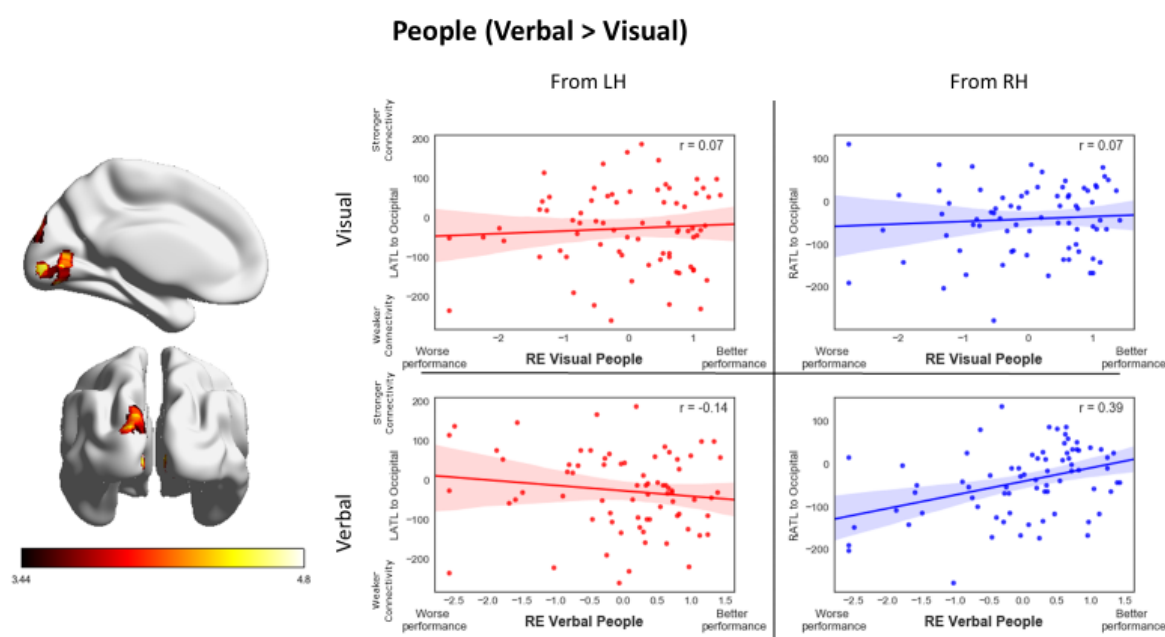 People (Verbal > Visual)
From LH
From RH
Visual
Stronger
Connectivity
Weaker
Connectivity
LATL to Occipital
200
100
0
−100
−200
r = 0.07
−2
−1
0
1
Worse
performance
RE Visual People
Better
performance
RATL to Occipital
100
0
−100
−200
r = 0.07
−2
−1
0
1
Worse
performance
RE Visual People
Better
performance
Verbal
Stronger
Connectivity
Weaker
Connectivity
LATL to Occipital
200
100
0
−100
−200
r = -0.14
−2.5
−2.0
−1.5
−1.0
−0.5
0.0
0.5
1.0
1.5
Worse
performance
RE Verbal People
Better
performance
RATL to Occipital
100
0
−100
−200
r = 0.39
−2.5
−2.0
−1.5
−1.0
−0.5
0.0
0.5
1.0
1.5
Worse
performance
RE Verbal People
Better
performance
3.44
4.8